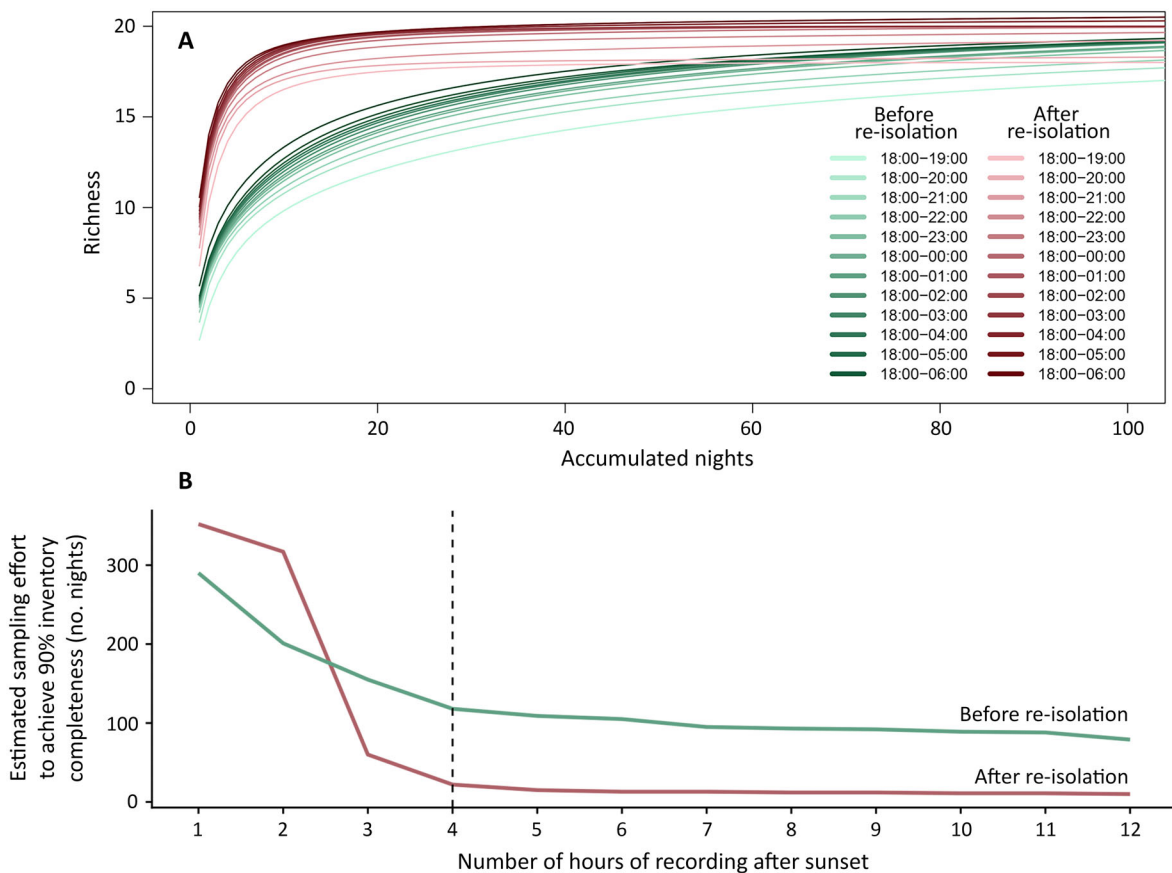 A
20
15
10
5
0
Richness
Before
re-isolation
After
re-isolation
18:00−19:00
18:00−19:00
18:00−20:00
18:00−20:00
18:00−21:00
18:00−21:00
18:00−22:00
18:00−22:00
18:00−23:00
18:00−23:00
18:00−00:00
18:00−00:00
18:00−01:00
18:00−01:00
18:00−02:00
18:00−02:00
18:00−03:00
18:00−03:00
18:00−04:00
18:00−04:00
18:00−05:00
18:00−05:00
18:00−06:00
18:00−06:00
0 20 40 60 80 100
Accumulated nights
B
Estimated sampling effort
to achieve 90% inventory
completeness (no. nights)
300
200
100
0
Before re-isolation
After re-isolation
1 2 3 4 5 6 7 8 9 10 11 12
Number of hours of recording after sunset